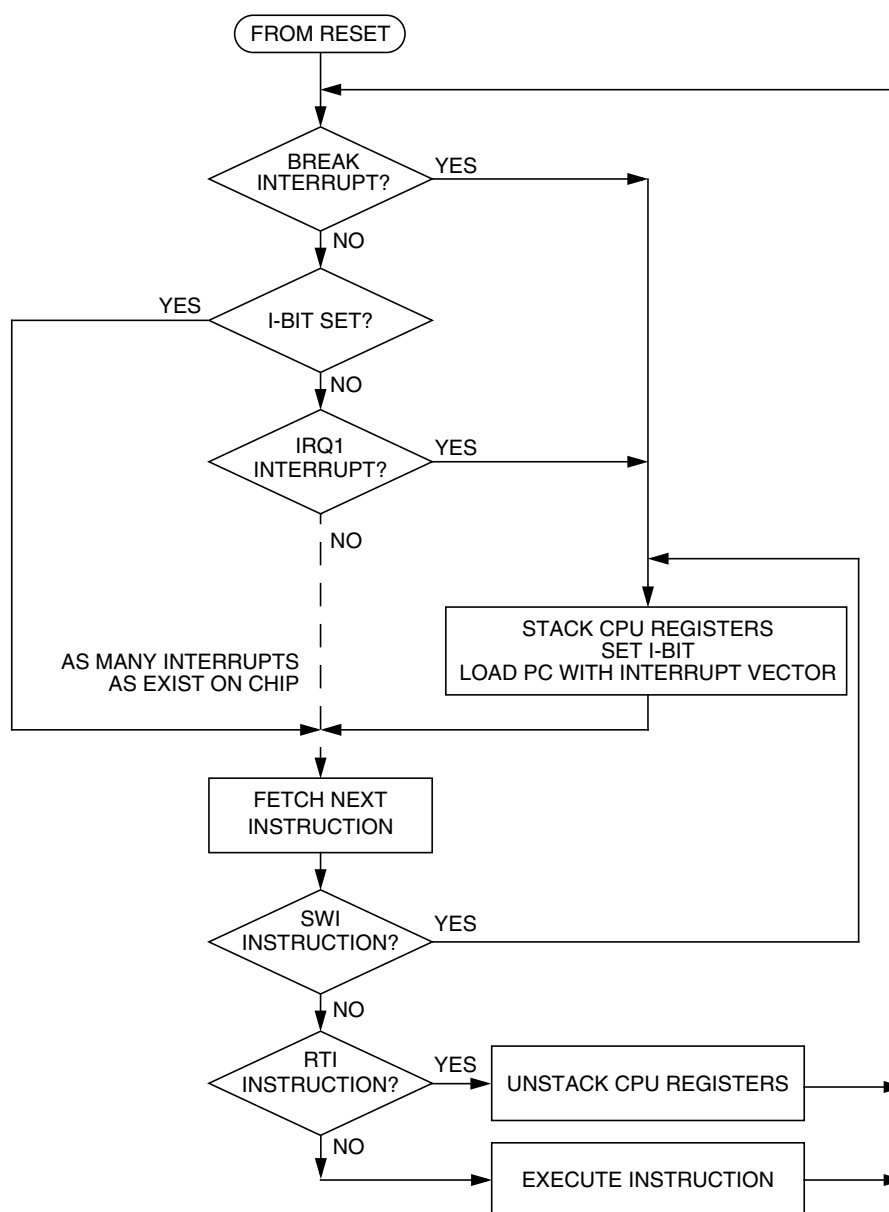 FROM RESET
BREAK
INTERRUPT?
YES
NO
YES
I-BIT SET?
NO
IRQ1
INTERRUPT?
YES
NO
STACK CPU REGISTERS
SET I-BIT
LOAD PC WITH INTERRUPT VECTOR
AS MANY INTERRUPTS
AS EXIST ON CHIP
FETCH NEXT
INSTRUCTION
SWI
INSTRUCTION?
YES
NO
RTI
INSTRUCTION?
YES
UNSTACK CPU REGISTERS
NO
EXECUTE INSTRUCTION